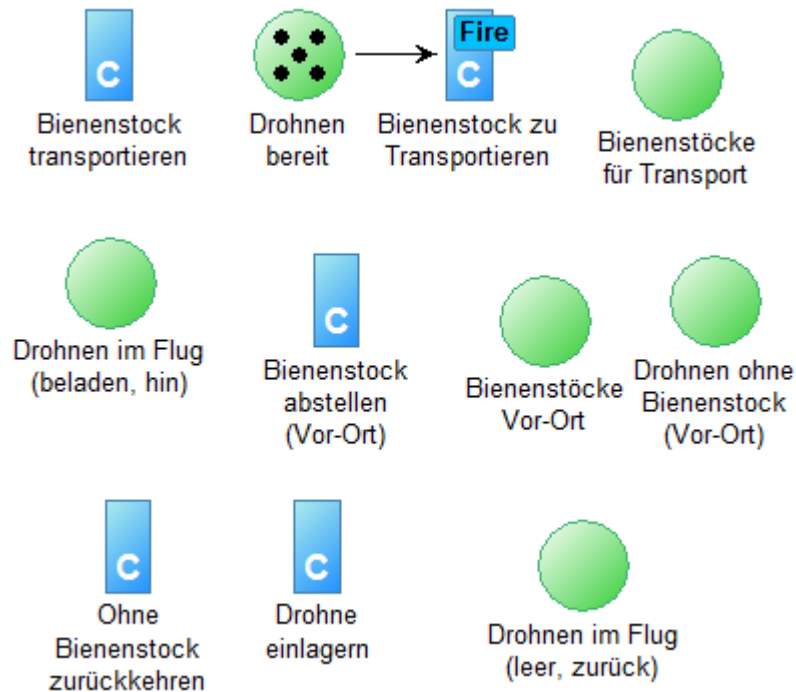 C
Fire
C
Bienenstock
transportieren
Drohnen
bereit
Bienenstock zu
Transportieren
Bienenstöcke
für Transport
Drohnen im Flug
(beladen, hin)
C
Bienenstock
abstellen
(Vor-Ort)
Bienenstöcke
Vor-Ort
Drohnen ohne
Bienenstock
(Vor-Ort)
C
Ohne
Bienenstock
zurückkehren
C
Drohne
einlagern
Drohnen im Flug
(leer, zurück)